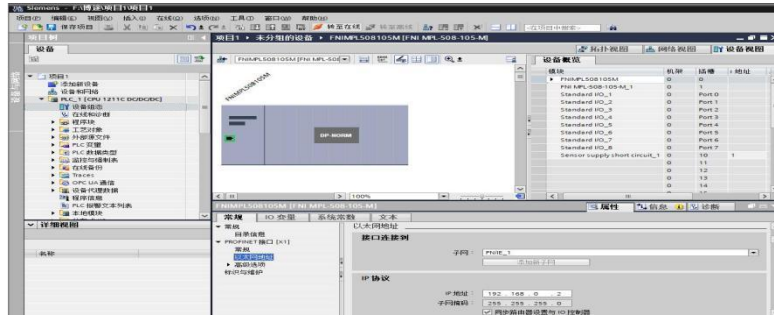 Siemens - F:\博途\项目1\项目1
项目(P) 编辑(E) 视图(V) 插入(I) 在线(O) 选项(N) 工具(T) 窗口(W) 帮助(H)
保存项目 转至在线
项目1 ▸ 未分组的设备 ▸ FNIMPL508105M [FNI MPL-508-105-M]
设备
拓扑视图 网络视图 设备视图
FNIMPL508105M [FNI MPL-50
设备概览
项目1
添加新设备
设备和网络
PLC_1 [CPU 1211C DC/DC/DC]
设备组态
在线和诊断
程序块
工艺对象
外部源文件
PLC 变量
PLC 数据类型
监控与强制表
在线备份
Traces
OPC UA 通信
设备代理数据
程序信息
PLC 报警文本列表
本地模块
FNIMPL508105M
DP-NORM
模块 机架 插槽 I 地址
FNIMPL508105M 0 0
FNI MPL-508-105-M_1 0 1
Standard I/O_1 0 Port 0
Standard I/O_2 0 Port 1
Standard I/O_3 0 Port 2
Standard I/O_4 0 Port 3
Standard I/O_5 0 Port 4
Standard I/O_6 0 Port 5
Standard I/O_7 0 Port 6
Standard I/O_8 0 Port 7
Sensor supply short circuit_1 0 10 1
0 11
0 12
0 13
0 14
100%
FNIMPL508105M [FNI MPL-508-105-M]
属性 信息 诊断
常规 IO 变量 系统常数 文本
详细视图
名称
常规
目录信息
PROFINET接口 [X1]
常规
以太网地址
高级选项
标识与维护
以太网地址
接口连接到
子网: PN/IE_1
添加新子网
IP 协议
IP 地址: 192 . 168 . 0 . 2
子网掩码: 255 . 255 . 255 . 0
同步路由器设置与 IO 控制器